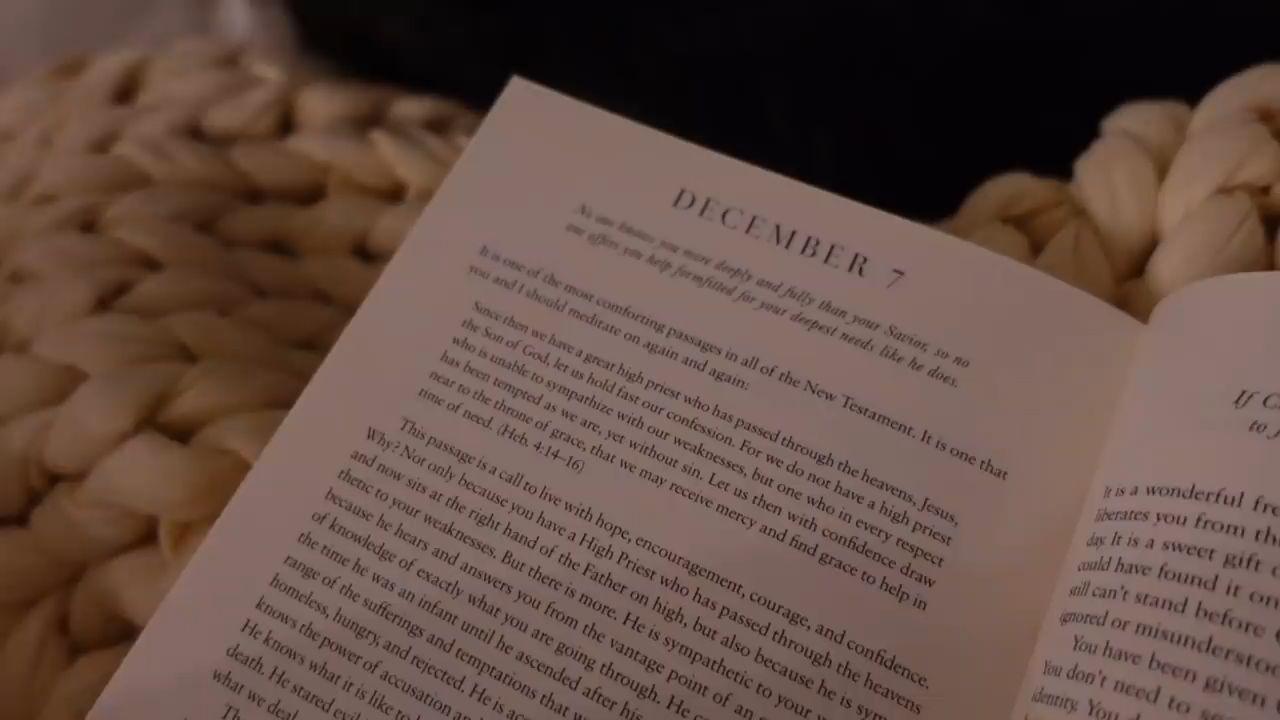 DECEMBER 7
No one knows you more deeply and fully than your Savior, so no
one offers you help formfitted for your deepest needs like he does.
It is one of the most comforting passages in all of the New Testament. It is one that
you and I should meditate on again and again:
Since then we have a great high priest who has passed through the heavens, Jesus,
the Son of God, let us hold fast our confession. For we do not have a high priest
who is unable to sympathize with our weaknesses, but one who in every respect
has been tempted as we are, yet without sin. Let us then with confidence draw
near to the throne of grace, that we may receive mercy and find grace to help in
time of need. (Heb. 4:14–16)
This passage is a call to live with hope, encouragement, courage, and confidence.
Why? Not only because you have a High Priest who has passed through the heavens
and now sits at the right hand of the Father on high, but also because he is sym
thetic to your weaknesses. But there is more. He is sympathetic to your
because he hears and answers you from the vantage point of an
of knowledge of exactly what you are going through. He
the time he was an infant until he ascended after his
range of the sufferings and temptations that
homeless, hungry, and rejected. He is
knows the power of accusation
He knows what it is like to
death. He stared
what we
If
to
It is a wonderful
liberates you from
day. It is a sweet gift
could have found it
still can't stand before
ignored or
You have been given
You don't need to
identity. You